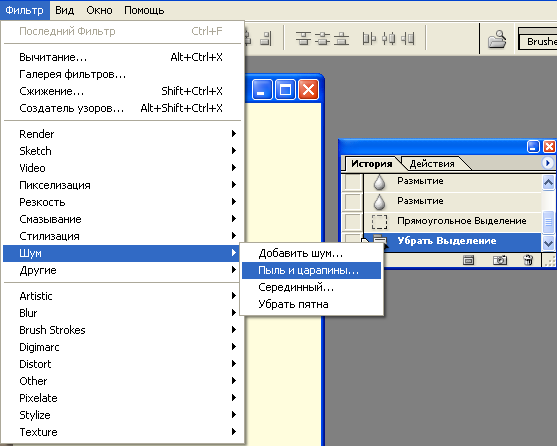 Фильтр Вид Окно Помощь
Последний Фильтр Ctrl+F
Вычитание... Alt+Ctrl+X
Галерея фильтров...
Сжижение... Shift+Ctrl+X
Создатель узоров... Alt+Shift+Ctrl+X
Render
Sketch
Video
Пикселизация
Резкость
Смазывание
Стилизация
Шум
Другие
Artistic
Blur
Brush Strokes
Digimarc
Distort
Other
Pixelate
Stylize
Texture
Добавить шум...
Пыль и царапины...
Серединный...
Убрать пятна
Brushe
История Действия
Размытие
Размытие
Прямоугольное Выделение
Убрать Выделение